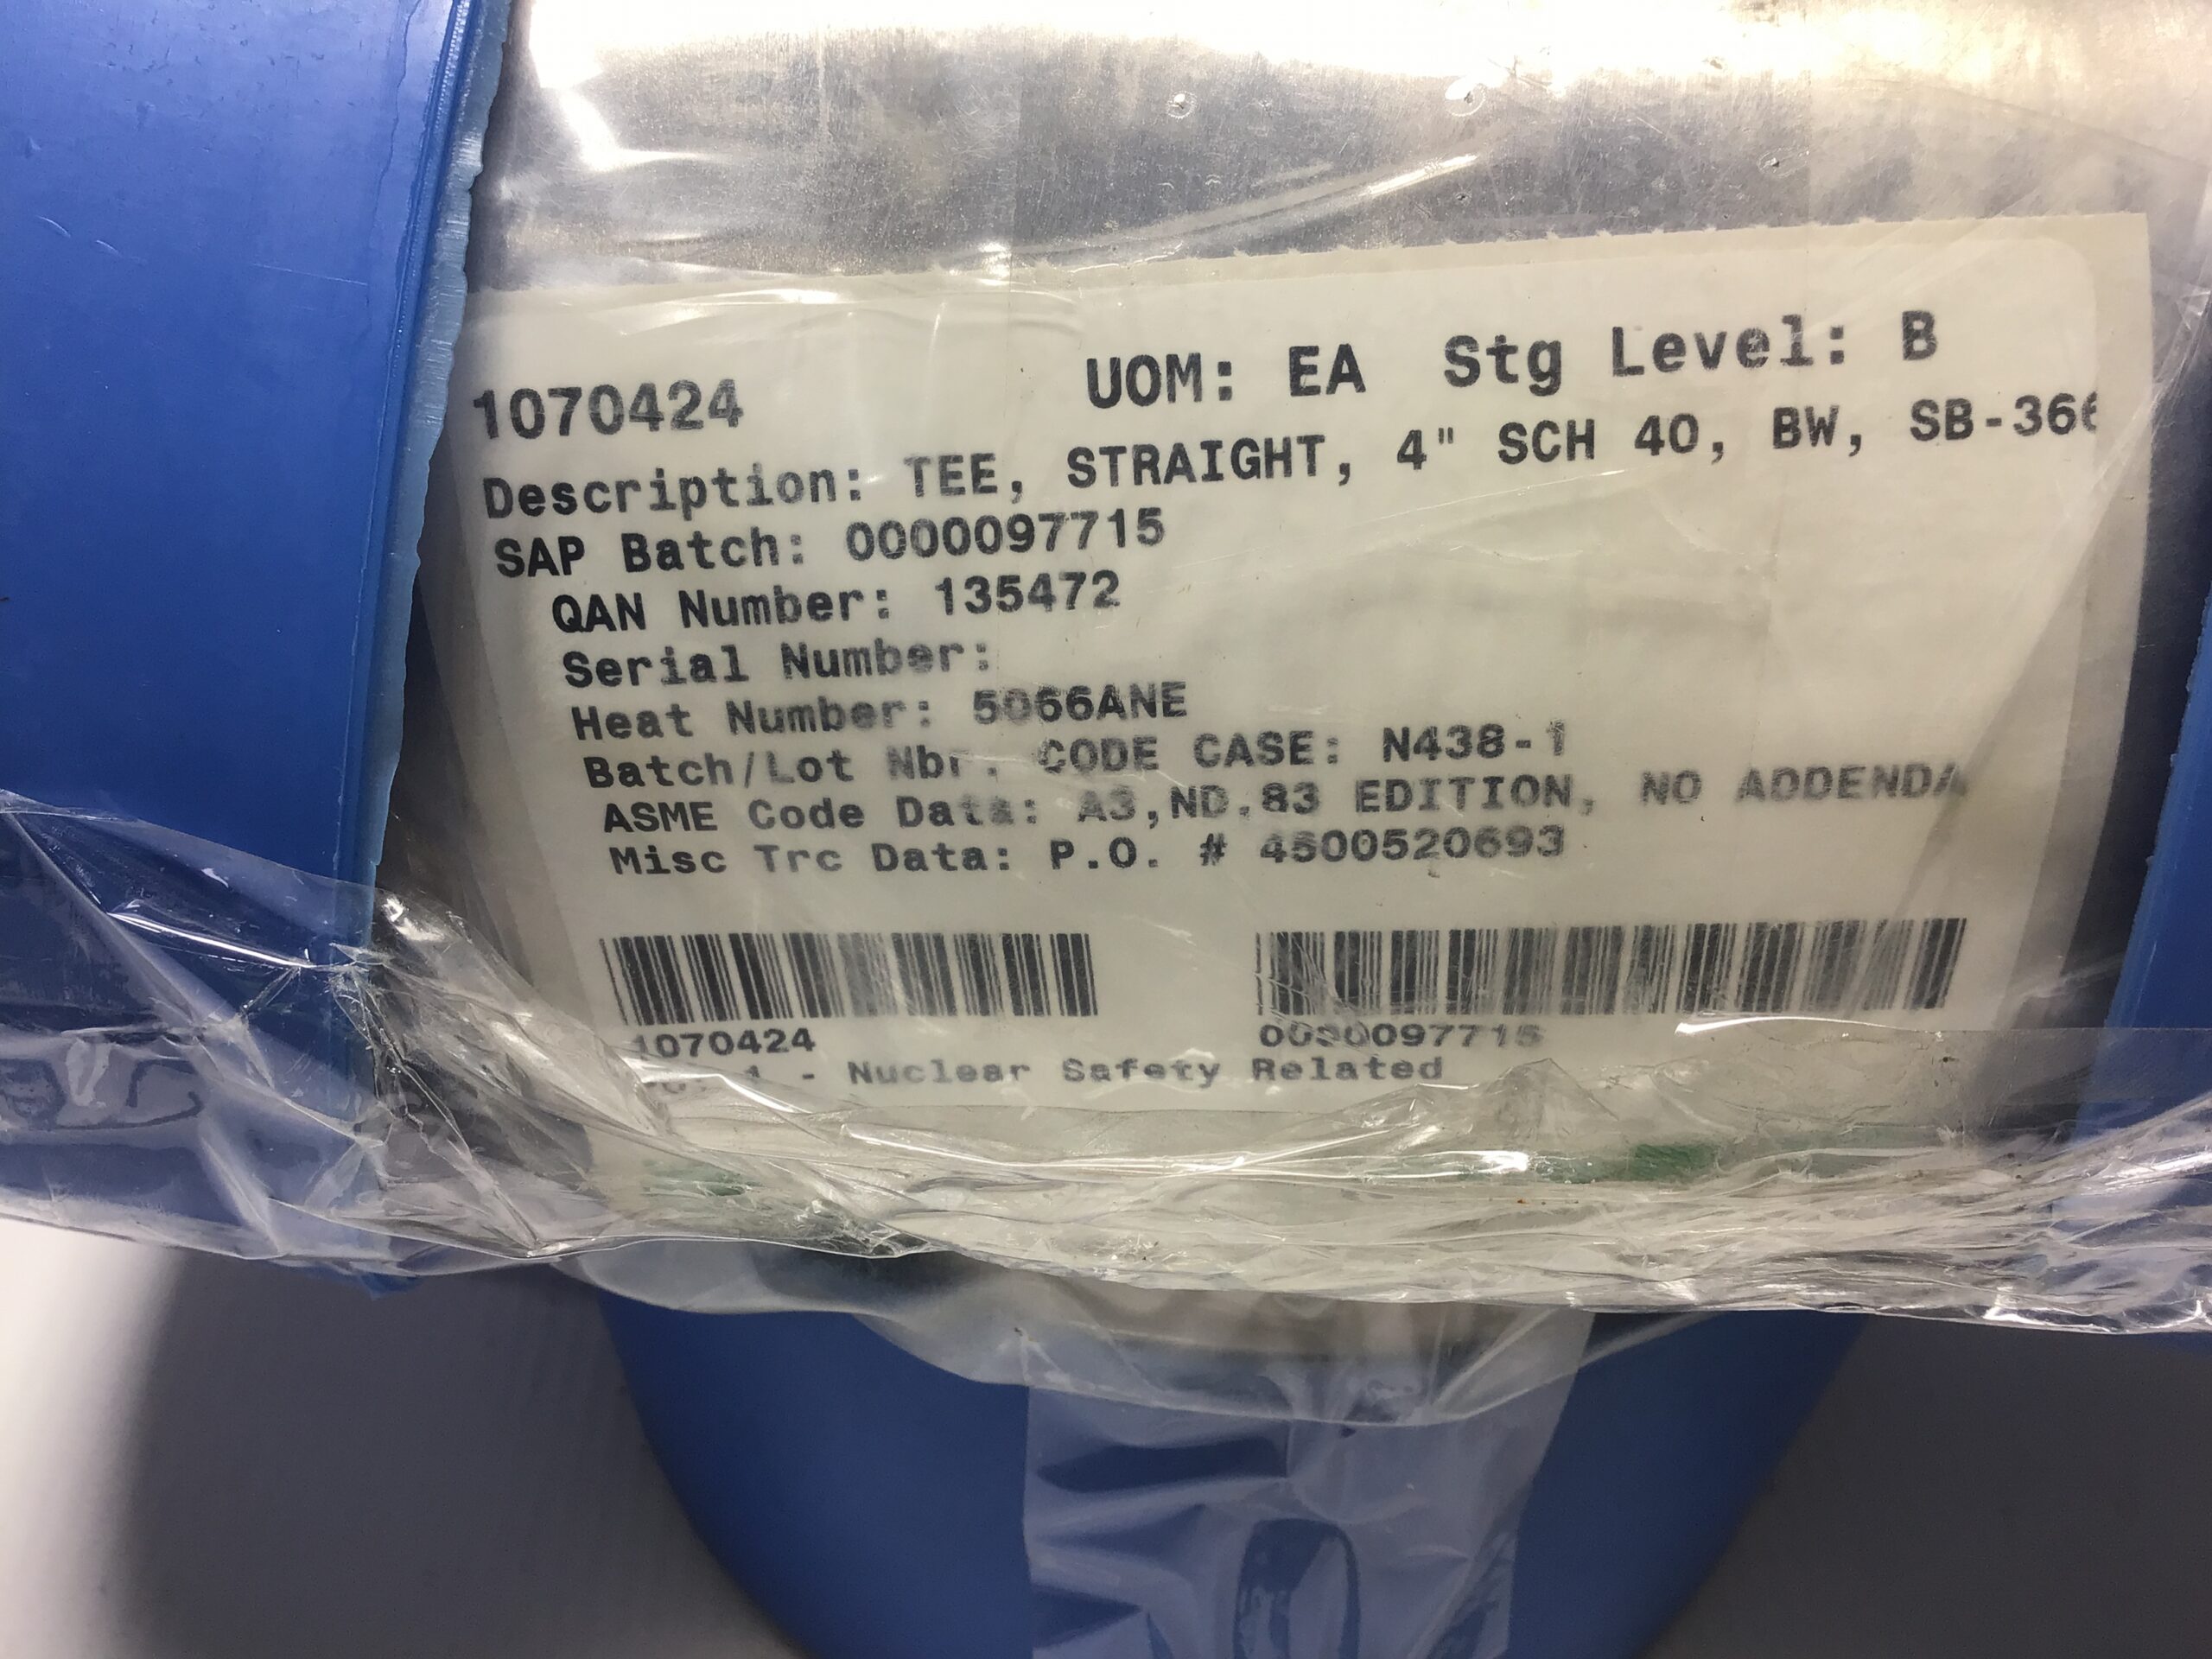 1070424 UOM: EA Stg Level: B
Description: TEE, STRAIGHT, 4" SCH 40, BW, SB-366
SAP Batch: 0000097715
QAN Number: 135472
Serial Number:
Heat Number: 5066ANE
Batch/Lot Nbr. CODE CASE: N438-1
ASME Code Data: A3,ND,83 EDITION, NO ADDENDA
Misc Trc Data: P.O. # 4500520693
1070424 0000097715
1 - Nuclear Safety Related